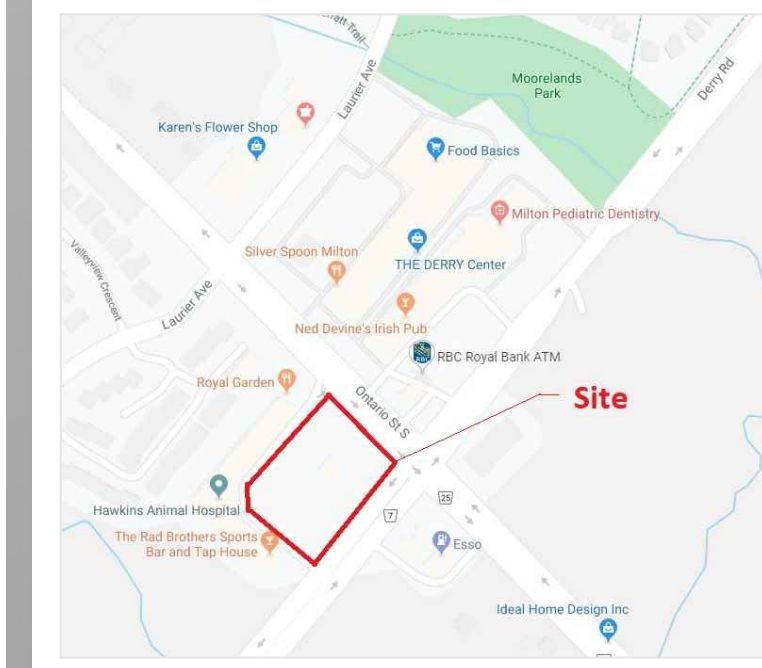 Laurier Ave
Moorelands
Park
Derry Rd
Karen's Flower Shop
Food Basics
Milton Pediatric Dentistry
Silver Spoon Milton
THE DERRY Center
Valleyview Crescent
Laurier Ave
Ned Devine's Irish Pub
RBC
RBC Royal Bank ATM
Royal Garden
Ontario St S
Site
25
Hawkins Animal Hospital
7
The Rad Brothers Sports
Bar and Tap House
Esso
Ideal Home Design Inc